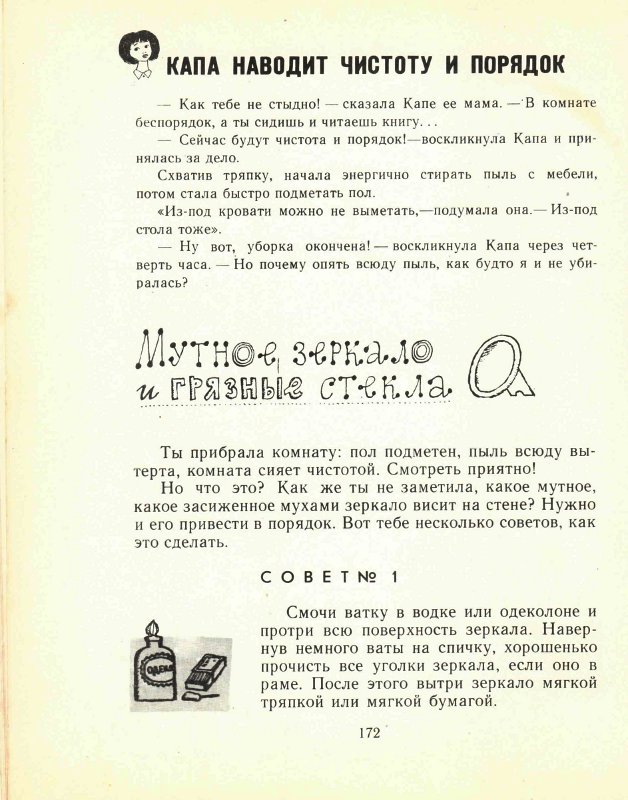 КАПА НАВОДИТ ЧИСТОТУ И ПОРЯДОК
— Как тебе не стыдно! — сказала Капе ее мама. — В комнате
беспорядок, а ты сидишь и читаешь книгу...
— Сейчас будут чистота и порядок!—воскликнула Капа и при-
нялась за дело.
Схватив тряпку, начала энергично стирать пыль с мебели,
потом стала быстро подметать пол.
«Из-под кровати можно не выметать,—подумала она.— Из-под
стола тоже».
— Ну вот, уборка окончена! — воскликнула Капа через чет-
верть часа. — Но почему опять всюду пыль, как будто я и не уби-
ралась?
Мутное зеркало
и грязные стекла
Ты прибрала комнату: пол подметен, пыль всюду вы-
терта, комната сияет чистотой. Смотреть приятно!
Но что это? Как же ты не заметила, какое мутное,
какое засиженное мухами зеркало висит на стене? Нужно
и его привести в порядок. Вот тебе несколько советов, как
это сделать.
СОВЕТ № 1
Смочи ватку в водке или одеколоне и
протри всю поверхность зеркала. Навер-
нув немного ваты на спичку, хорошенько
прочисть все уголки зеркала, если оно в
раме. После этого вытри зеркало мягкой
тряпкой или мягкой бумагой.
ОДЕКО
172